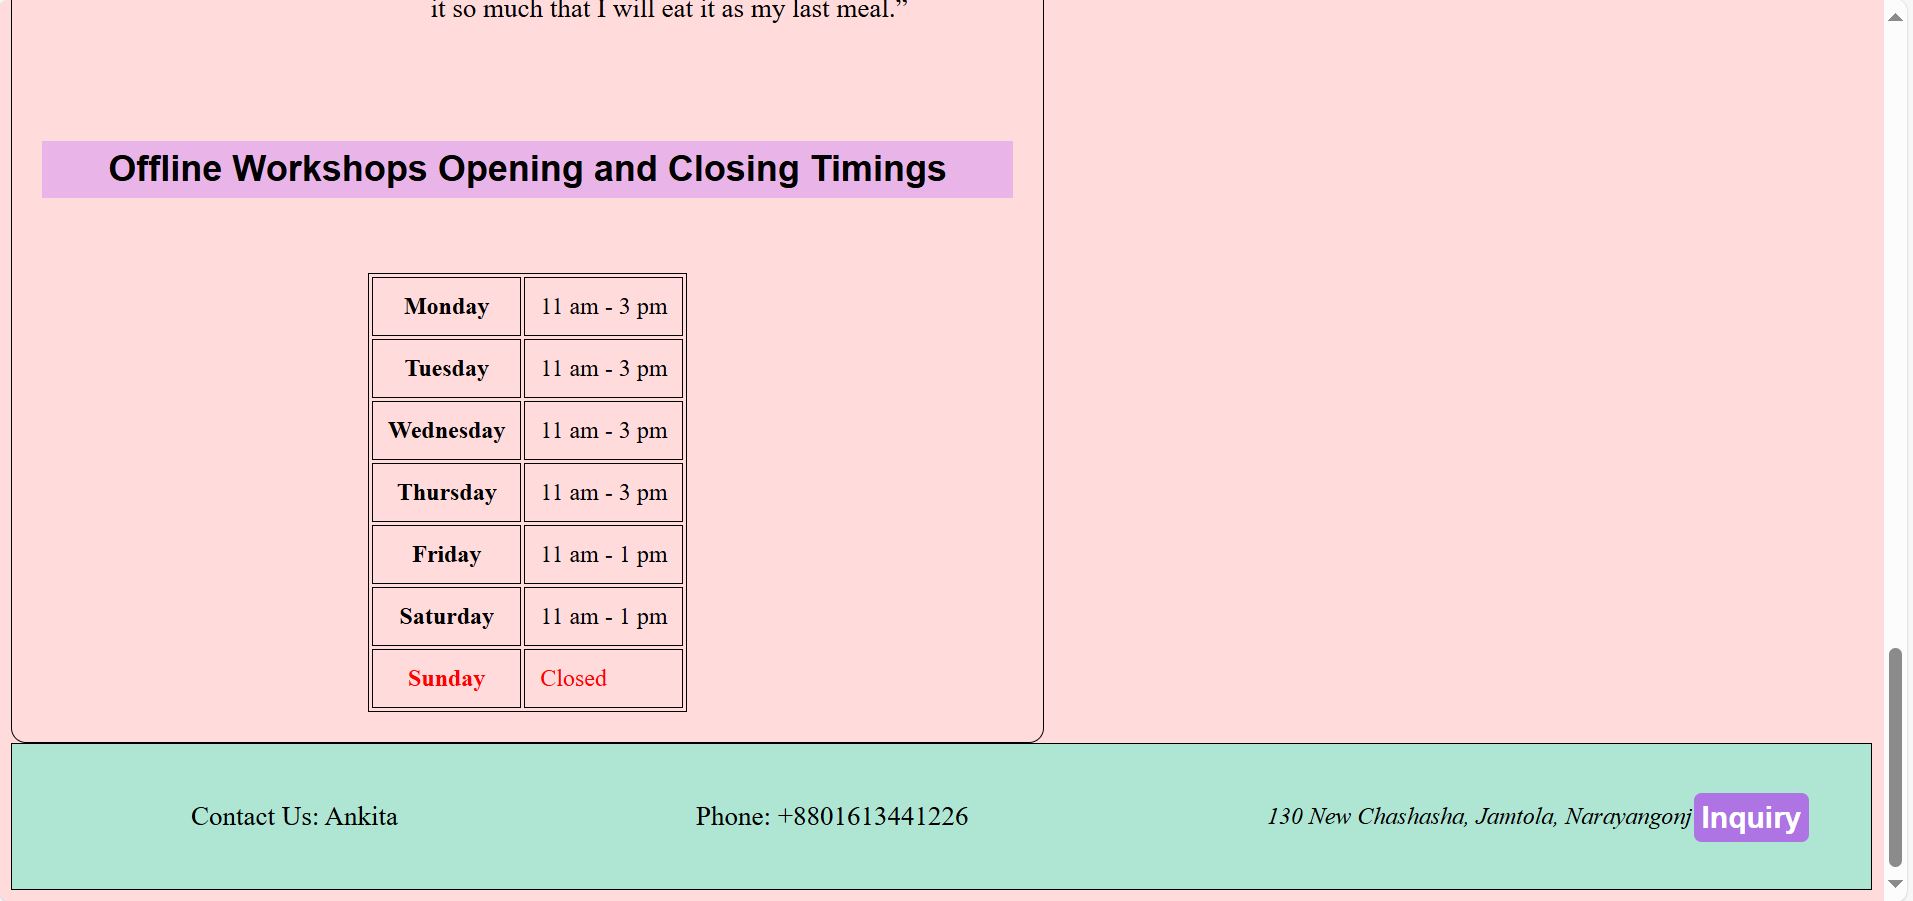 it so much that I will eat it as my last meal.”
Offline Workshops Opening and Closing Timings
Monday 11 am - 3 pm
Tuesday 11 am - 3 pm
Wednesday 11 am - 3 pm
Thursday 11 am - 3 pm
Friday 11 am - 1 pm
Saturday 11 am - 1 pm
Sunday Closed
Contact Us: Ankita Phone: +8801613441226 130 New Chashasha, Jamtola, Narayangonj Inquiry